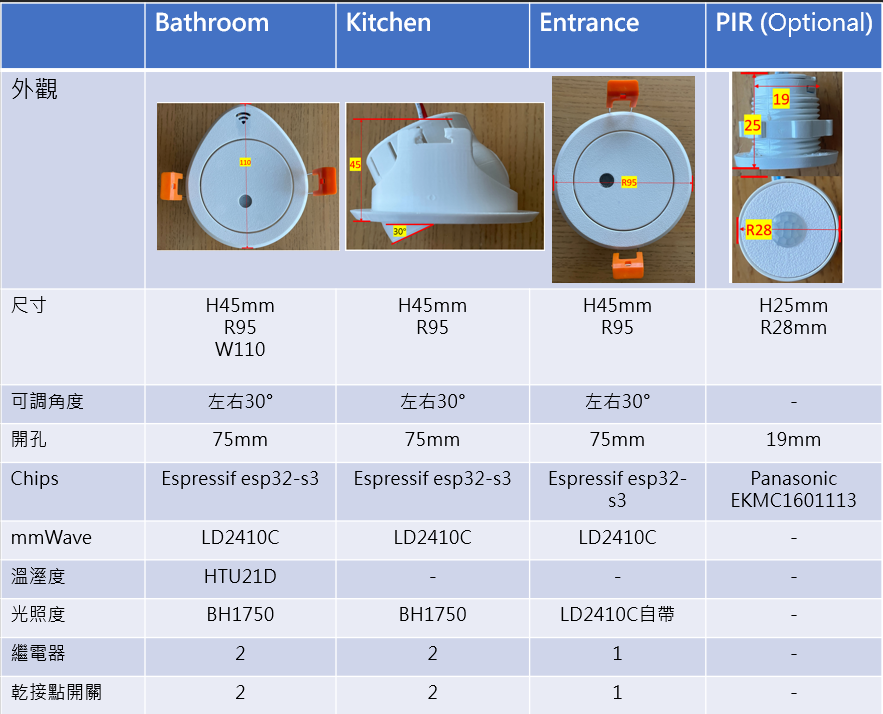 Bathroom Kitchen Entrance PIR (Optional)
外觀
110
45
30°
R95
19
25
R28
尺寸 H45mm H45mm H45mm H25mm
R95 R95 R95 R28mm
W110
可調角度 左右30° 左右30° 左右30° -
開孔 75mm 75mm 75mm 19mm
Chips Espressif esp32-s3 Espressif esp32-s3 Espressif esp32- Panasonic
s3 EKMC1601113
mmWave LD2410C LD2410C LD2410C -
溫溼度 HTU21D - - -
光照度 BH1750 BH1750 LD2410C自帶 -
繼電器 2 2 1 -
乾接點開關 2 2 1 -